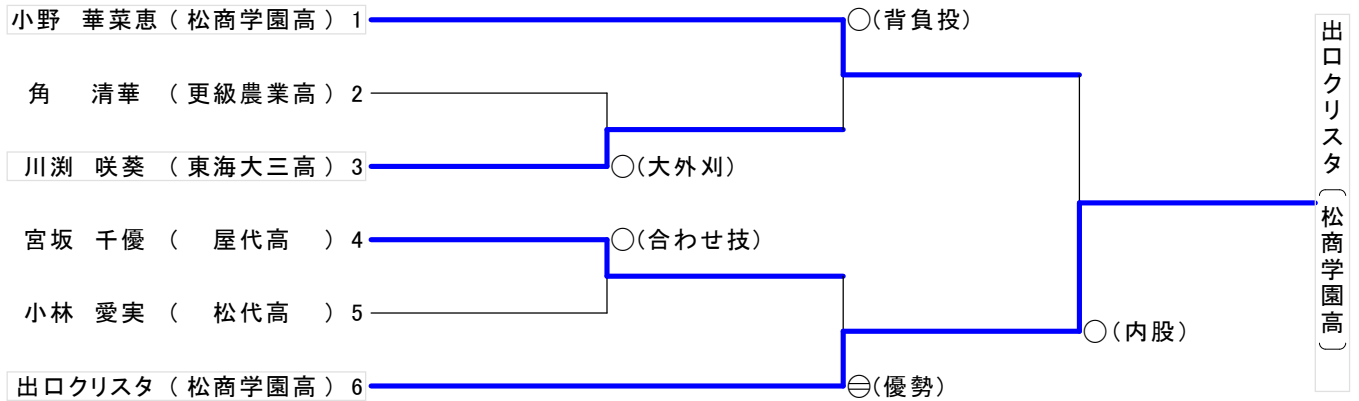 小野 華菜恵（松商学園高）1
○(背負投)
角 清華（更級農業高）2
川渕 咲葵（東海大三高）3
○(大外刈)
宮坂 千優（ 屋代高 ）4
○(合わせ技)
小林 愛実（ 松代高 ）5
○(内股)
出口クリスタ（松商学園高）6
㊀(優勢)
出口クリスタ（松商学園高）